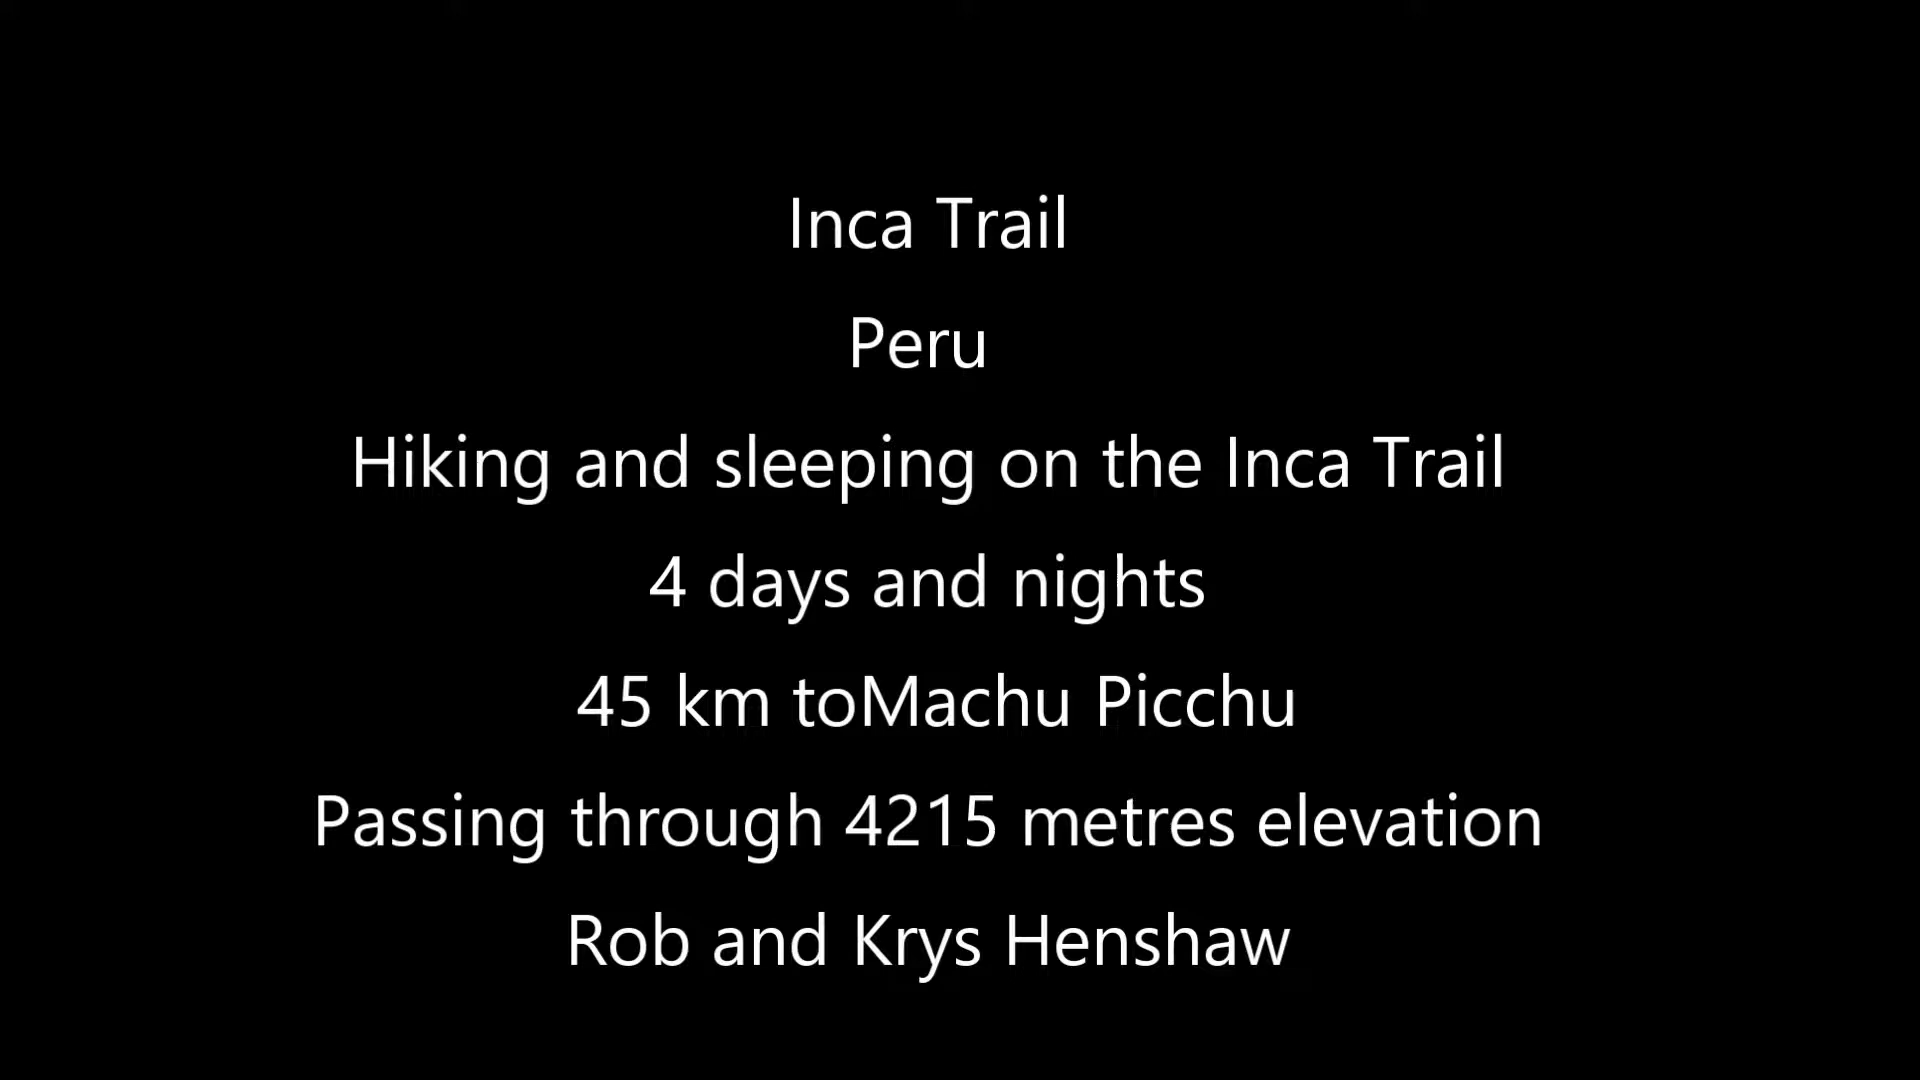 Inca Trail
Peru
Hiking and sleeping on the Inca Trail
4 days and nights
45 km toMachu Picchu
Passing through 4215 metres elevation
Rob and Krys Henshaw